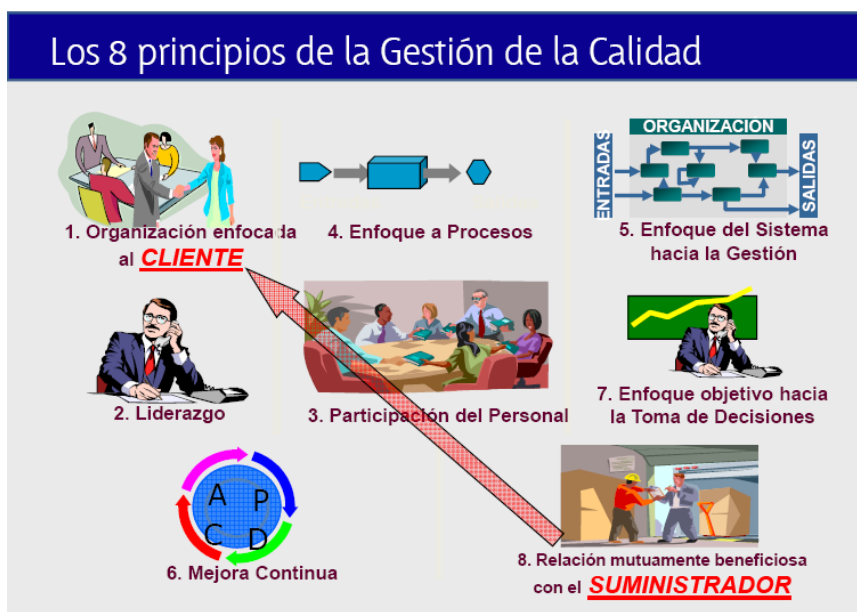 Los 8 principios de la Gestión de la Calidad
1. Organización enfocada
al CLIENTE
4. Enfoque a Procesos
ENTRADAS
ORGANIZACION
SALIDAS
5. Enfoque del Sistema
hacia la Gestión
2. Liderazgo
3. Participación del Personal
7. Enfoque objetivo hacia
la Toma de Decisiones
A P
C D
6. Mejora Continua
8. Relación mutuamente beneficiosa
con el SUMINISTRADOR